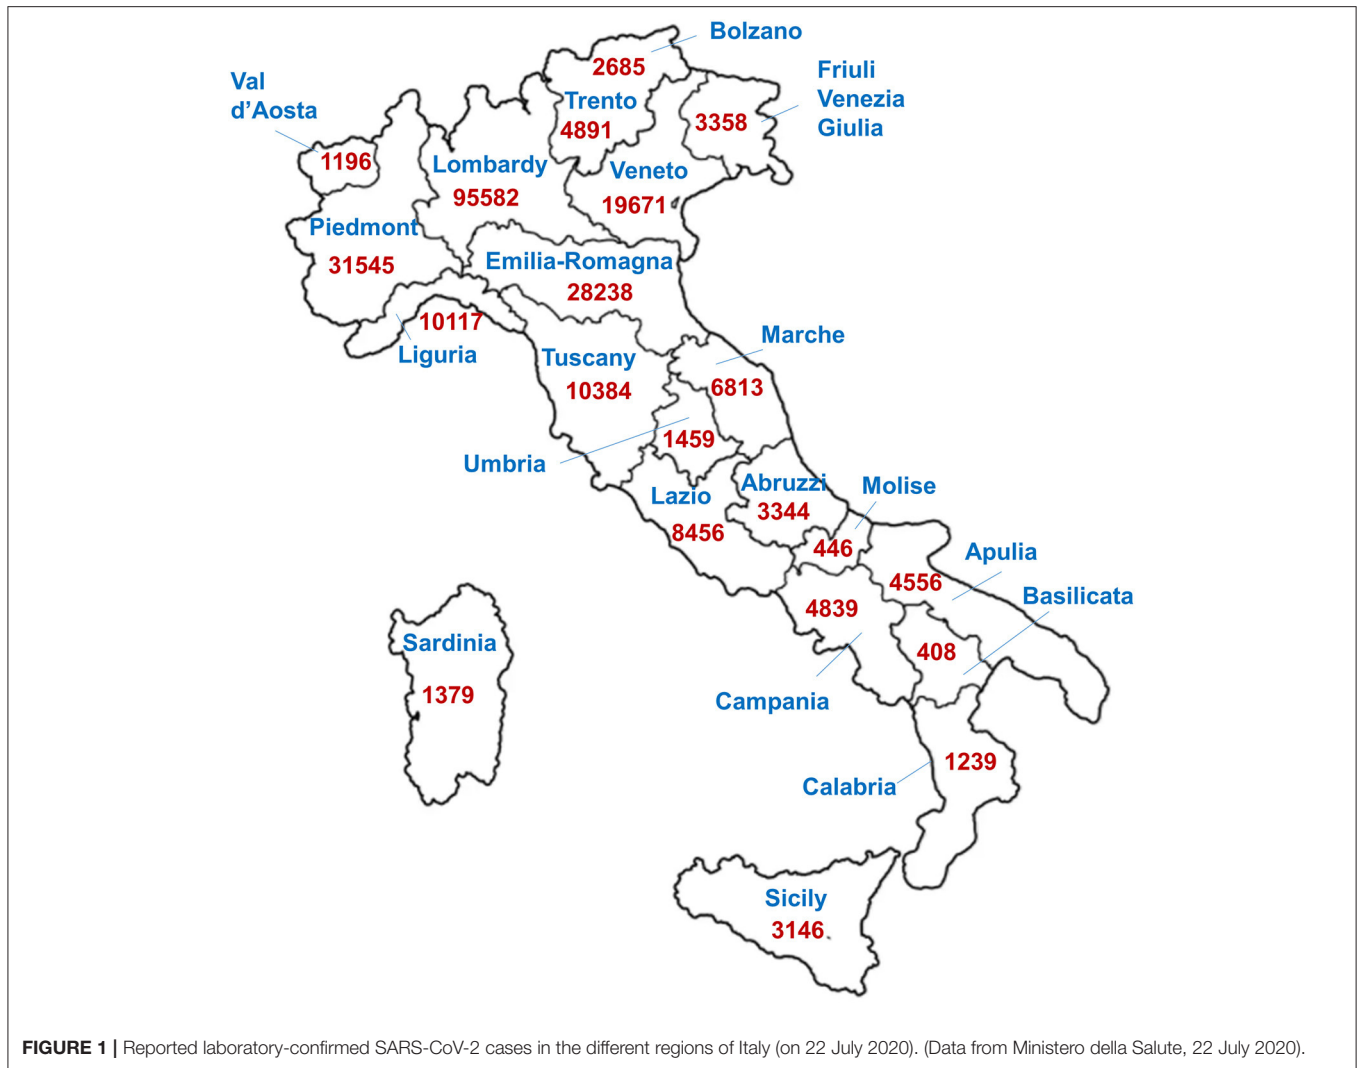 Bolzano
2685
Val
d'Aosta
1196
Friuli
Venezia
Giulia
3358
Trento
4891
Lombardy
95582
Veneto
19671
Piedmont
31545
Emilia-Romagna
28238
10117
Liguria
Tuscany
10384
Marche
6813
Umbria
1459
Lazio
8456
Abruzzi
3344
Molise
446
Apulia
4556
Basilicata
408
4839
Campania
Sardinia
1379
Calabria
1239
Sicily
3146
FIGURE 1 | Reported laboratory-confirmed SARS-CoV-2 cases in the different regions of Italy (on 22 July 2020). (Data from Ministero della Salute, 22 July 2020).